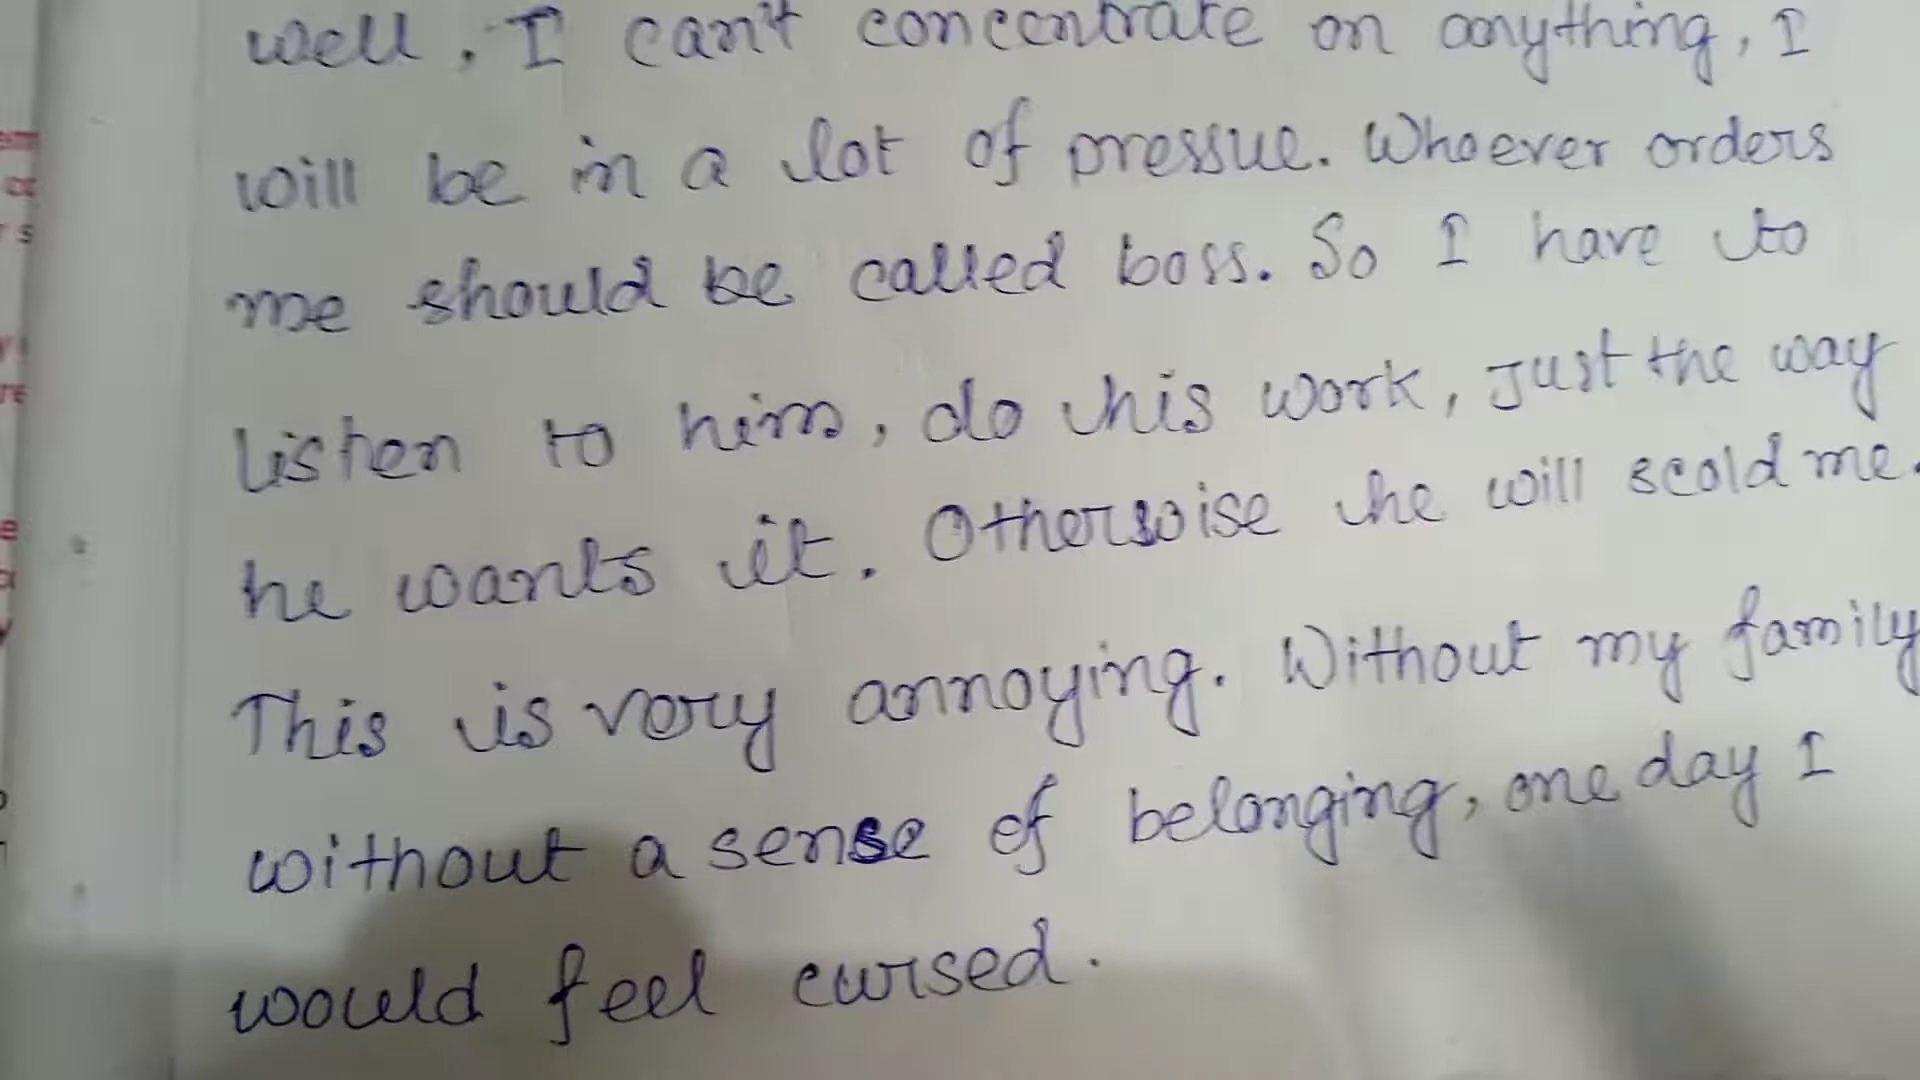 well. I can't concentrate on anything, I
will be in a lot of pressue. Whoever orders
me should be called boss. So I have to
listen to him, do his work, Just the way
he wants it. Otherwise he will scold me.
This is very annoying. Without my family
without a sense of belonging, one day I
would feel cursed.